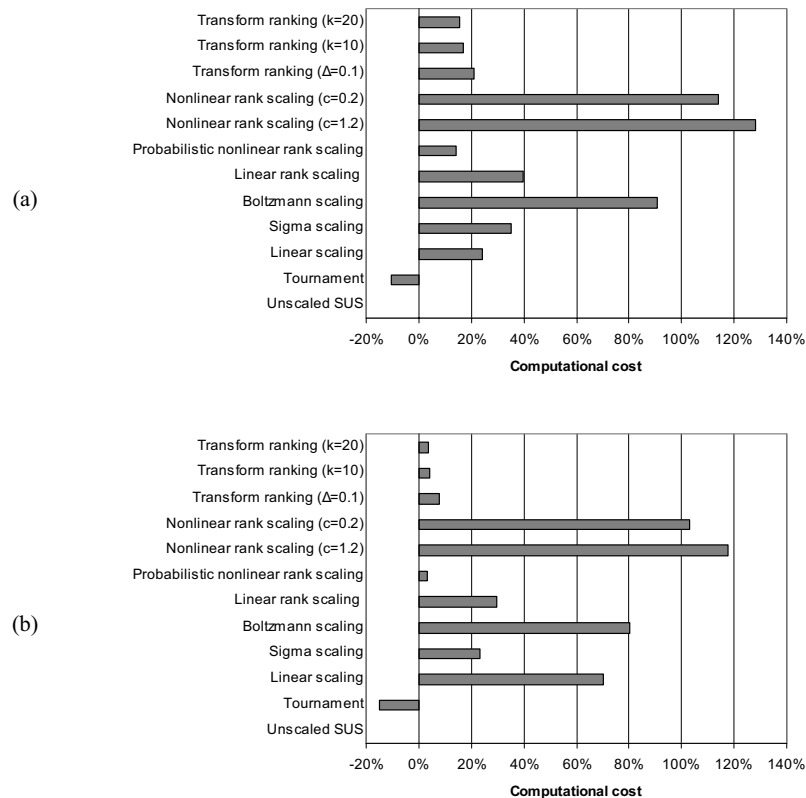 Transform ranking (k=20)
Transform ranking (k=10)
Transform ranking (Δ=0.1)
Nonlinear rank scaling (c=0.2)
Nonlinear rank scaling (c=1.2)
Probabilistic nonlinear rank scaling
Linear rank scaling
(a)
Boltzmann scaling
Sigma scaling
Linear scaling
Tournament
Unscaled SUS
-20% 0% 20% 40% 60% 80% 100% 120% 140%
Computational cost
Transform ranking (k=20)
Transform ranking (k=10)
Transform ranking (Δ=0.1)
Nonlinear rank scaling (c=0.2)
Nonlinear rank scaling (c=1.2)
Probabilistic nonlinear rank scaling
Linear rank scaling
(b)
Boltzmann scaling
Sigma scaling
Linear scaling
Tournament
Unscaled SUS
-20% 0% 20% 40% 60% 80% 100% 120% 140%
Computational cost